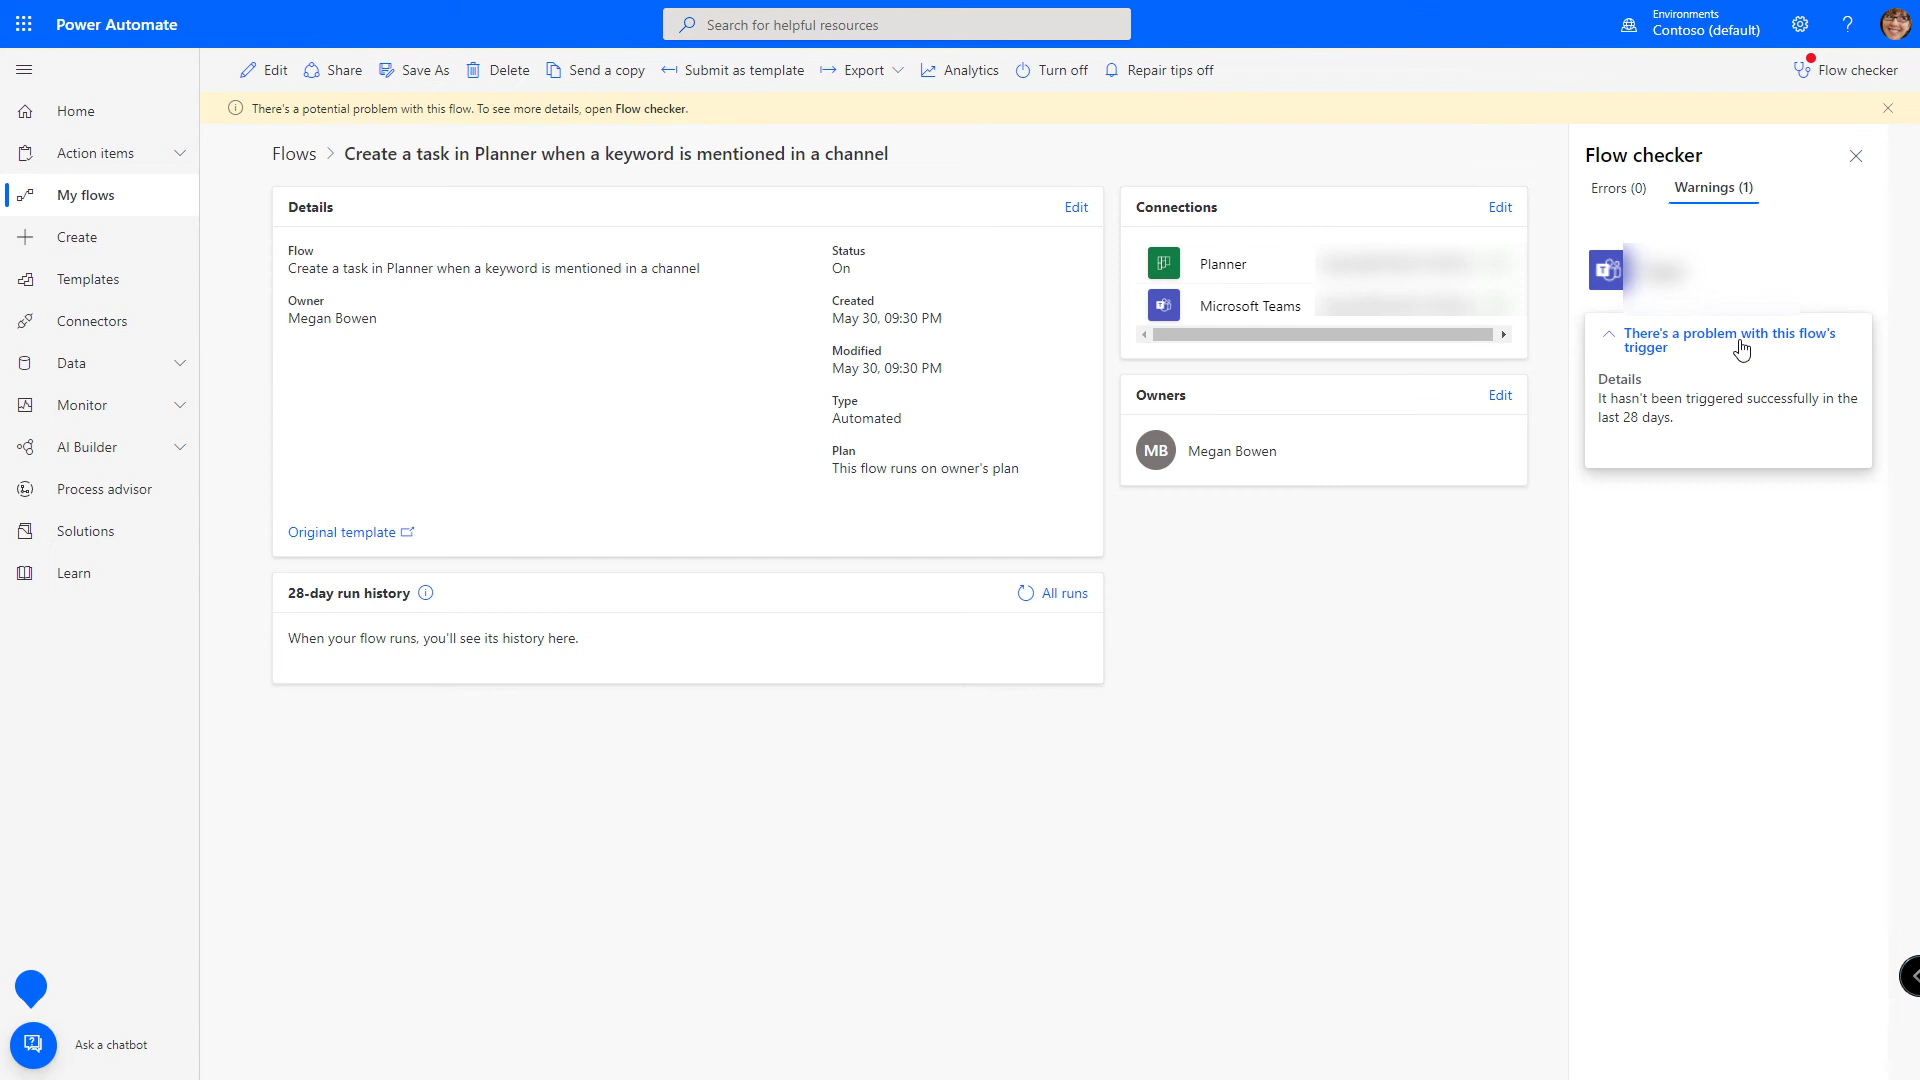 Power Automate
Search for helpful resources
Environments
Contoso (default)
Edit
Share
Save As
Delete
Send a copy
Submit as template
Export
Analytics
Turn off
Repair tips off
Flow checker
There's a potential problem with this flow. To see more details, open Flow checker.
Home
Action items
My flows
Create
Templates
Connectors
Data
Monitor
AI Builder
Process advisor
Solutions
Learn
Ask a chatbot
Flows > Create a task in Planner when a keyword is mentioned in a channel
Details
Edit
Flow
Create a task in Planner when a keyword is mentioned in a channel
Owner
Megan Bowen
Status
On
Created
May 30, 09:30 PM
Modified
May 30, 09:30 PM
Type
Automated
Plan
This flow runs on owner's plan
Original template
28-day run history
All runs
When your flow runs, you'll see its history here.
Connections
Edit
Planner
Microsoft Teams
Owners
Edit
MB
Megan Bowen
Flow checker
Errors (0)
Warnings (1)
There's a problem with this flow's
trigger
Details
It hasn't been triggered successfully in the
last 28 days.